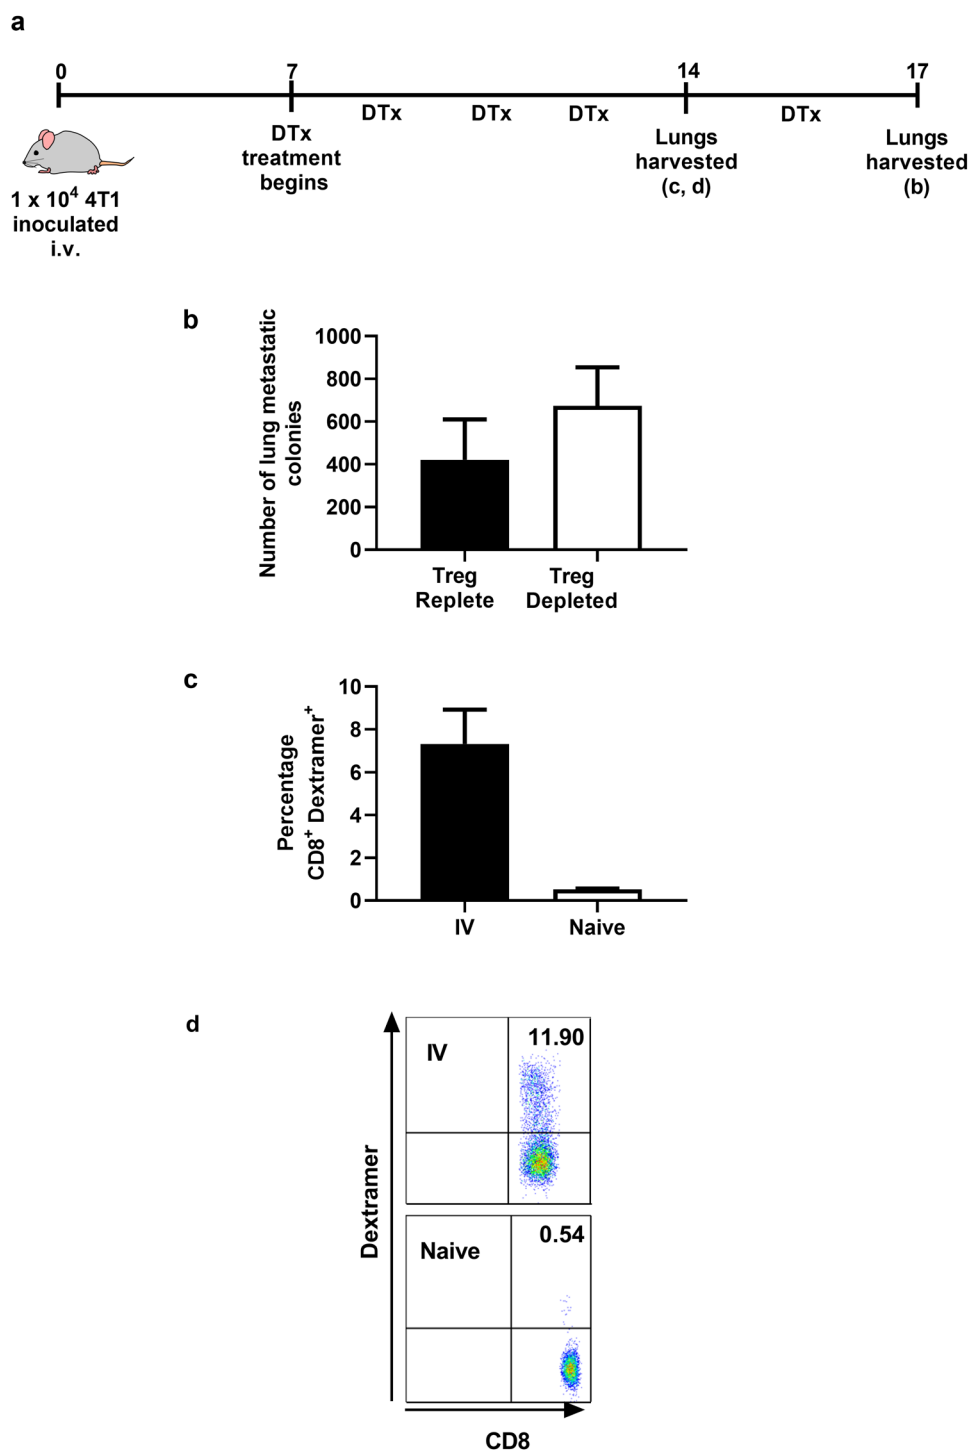 a
0 7 14 17
DTx DTx DTx DTx
1 x 10⁴ 4T1
inoculated
i.v.
DTx
treatment
begins
Lungs
harvested
(c, d)
Lungs
harvested
(b)
b
Number of lung metastatic
colonies
1000
800
600
400
200
0
Treg
Replete
Treg
Depleted
c
Percentage
CD8⁺ Dextramer⁺
10
8
6
4
2
0
IV
Naive
d
Dextramer
IV
11.90
Naive
0.54
CD8